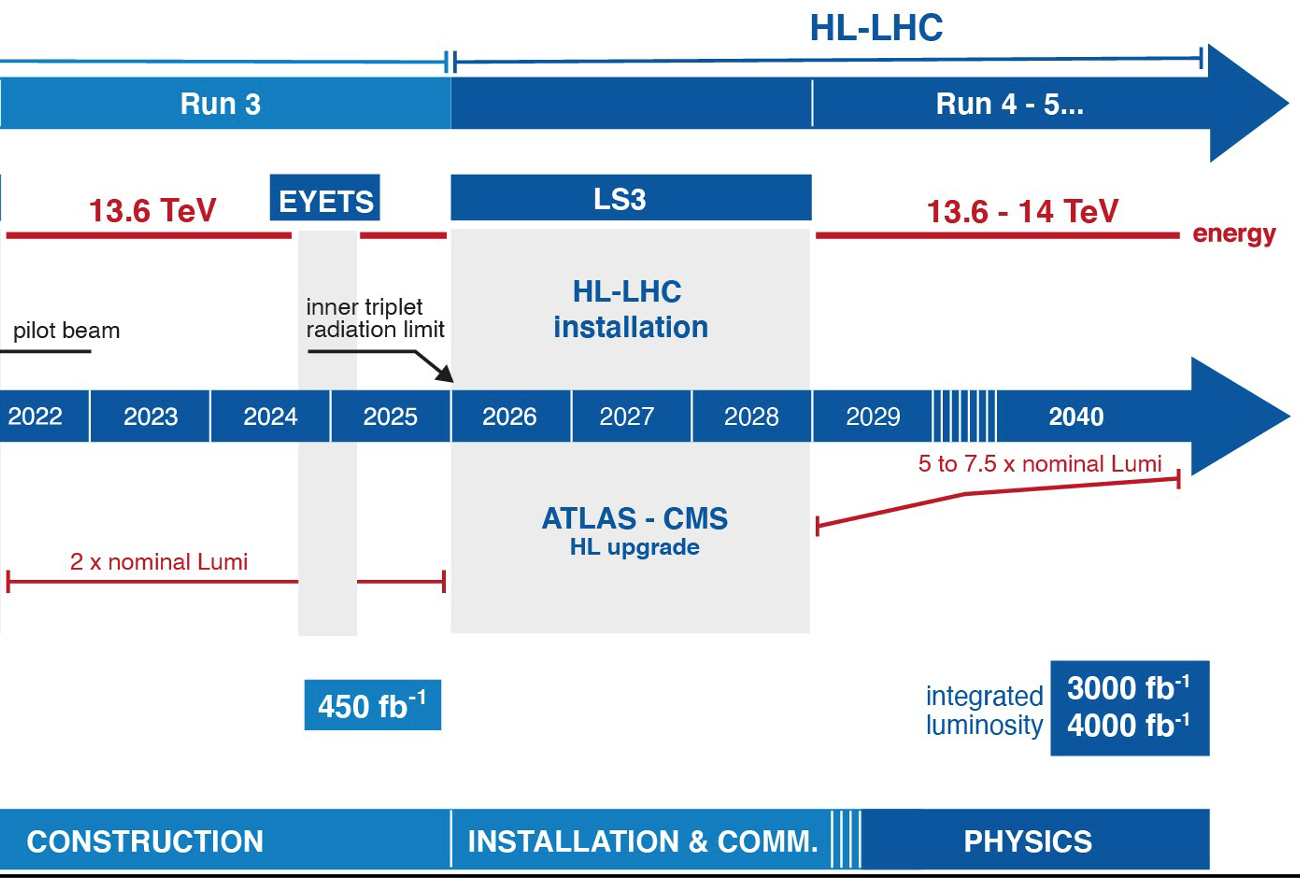 HL-LHC
Run 3
Run 4 - 5...
EYETS
LS3
13.6 TeV
13.6 - 14 TeV
energy
HL-LHC
installation
inner triplet
radiation limit
pilot beam
2022
2023
2024
2025
2026
2027
2028
2029
2040
5 to 7.5 x nominal Lumi
ATLAS - CMS
HL upgrade
2 x nominal Lumi
450 fb⁻¹
integrated
luminosity
3000 fb⁻¹
4000 fb⁻¹
CONSTRUCTION
INSTALLATION & COMM.
PHYSICS